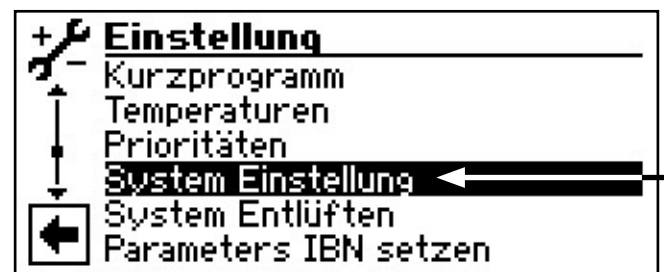 Einstellung
Kurzprogramm
Temperaturen
Prioritäten
System Einstellung
System Entlüften
Parameters IBN setzen